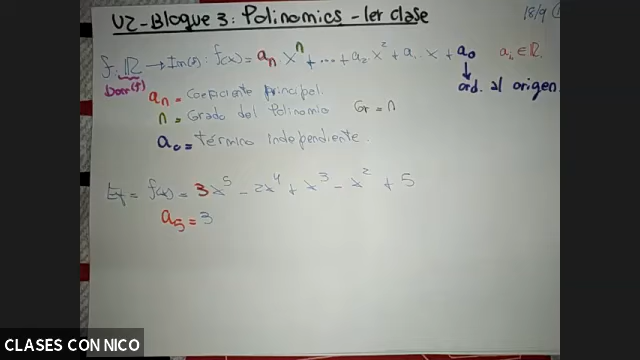 U2-Bloque 3: Polinomics - 1er clase
18/9
f: ℝ → Im(f): f(x) = aₙ xⁿ + ... + a₂ x² + a₁ x + a₀ aₙ ∈ ℝ
Dom(f)
ord. al origen
aₙ = Coeficiente principal.
n = Grado del Polinomio Gr = n
a₀ = Término independiente.
Ej = f(x) = 3x⁵ - 2x⁴ + x³ - x² + 5
a₅ = 3
CLASES CON NICO